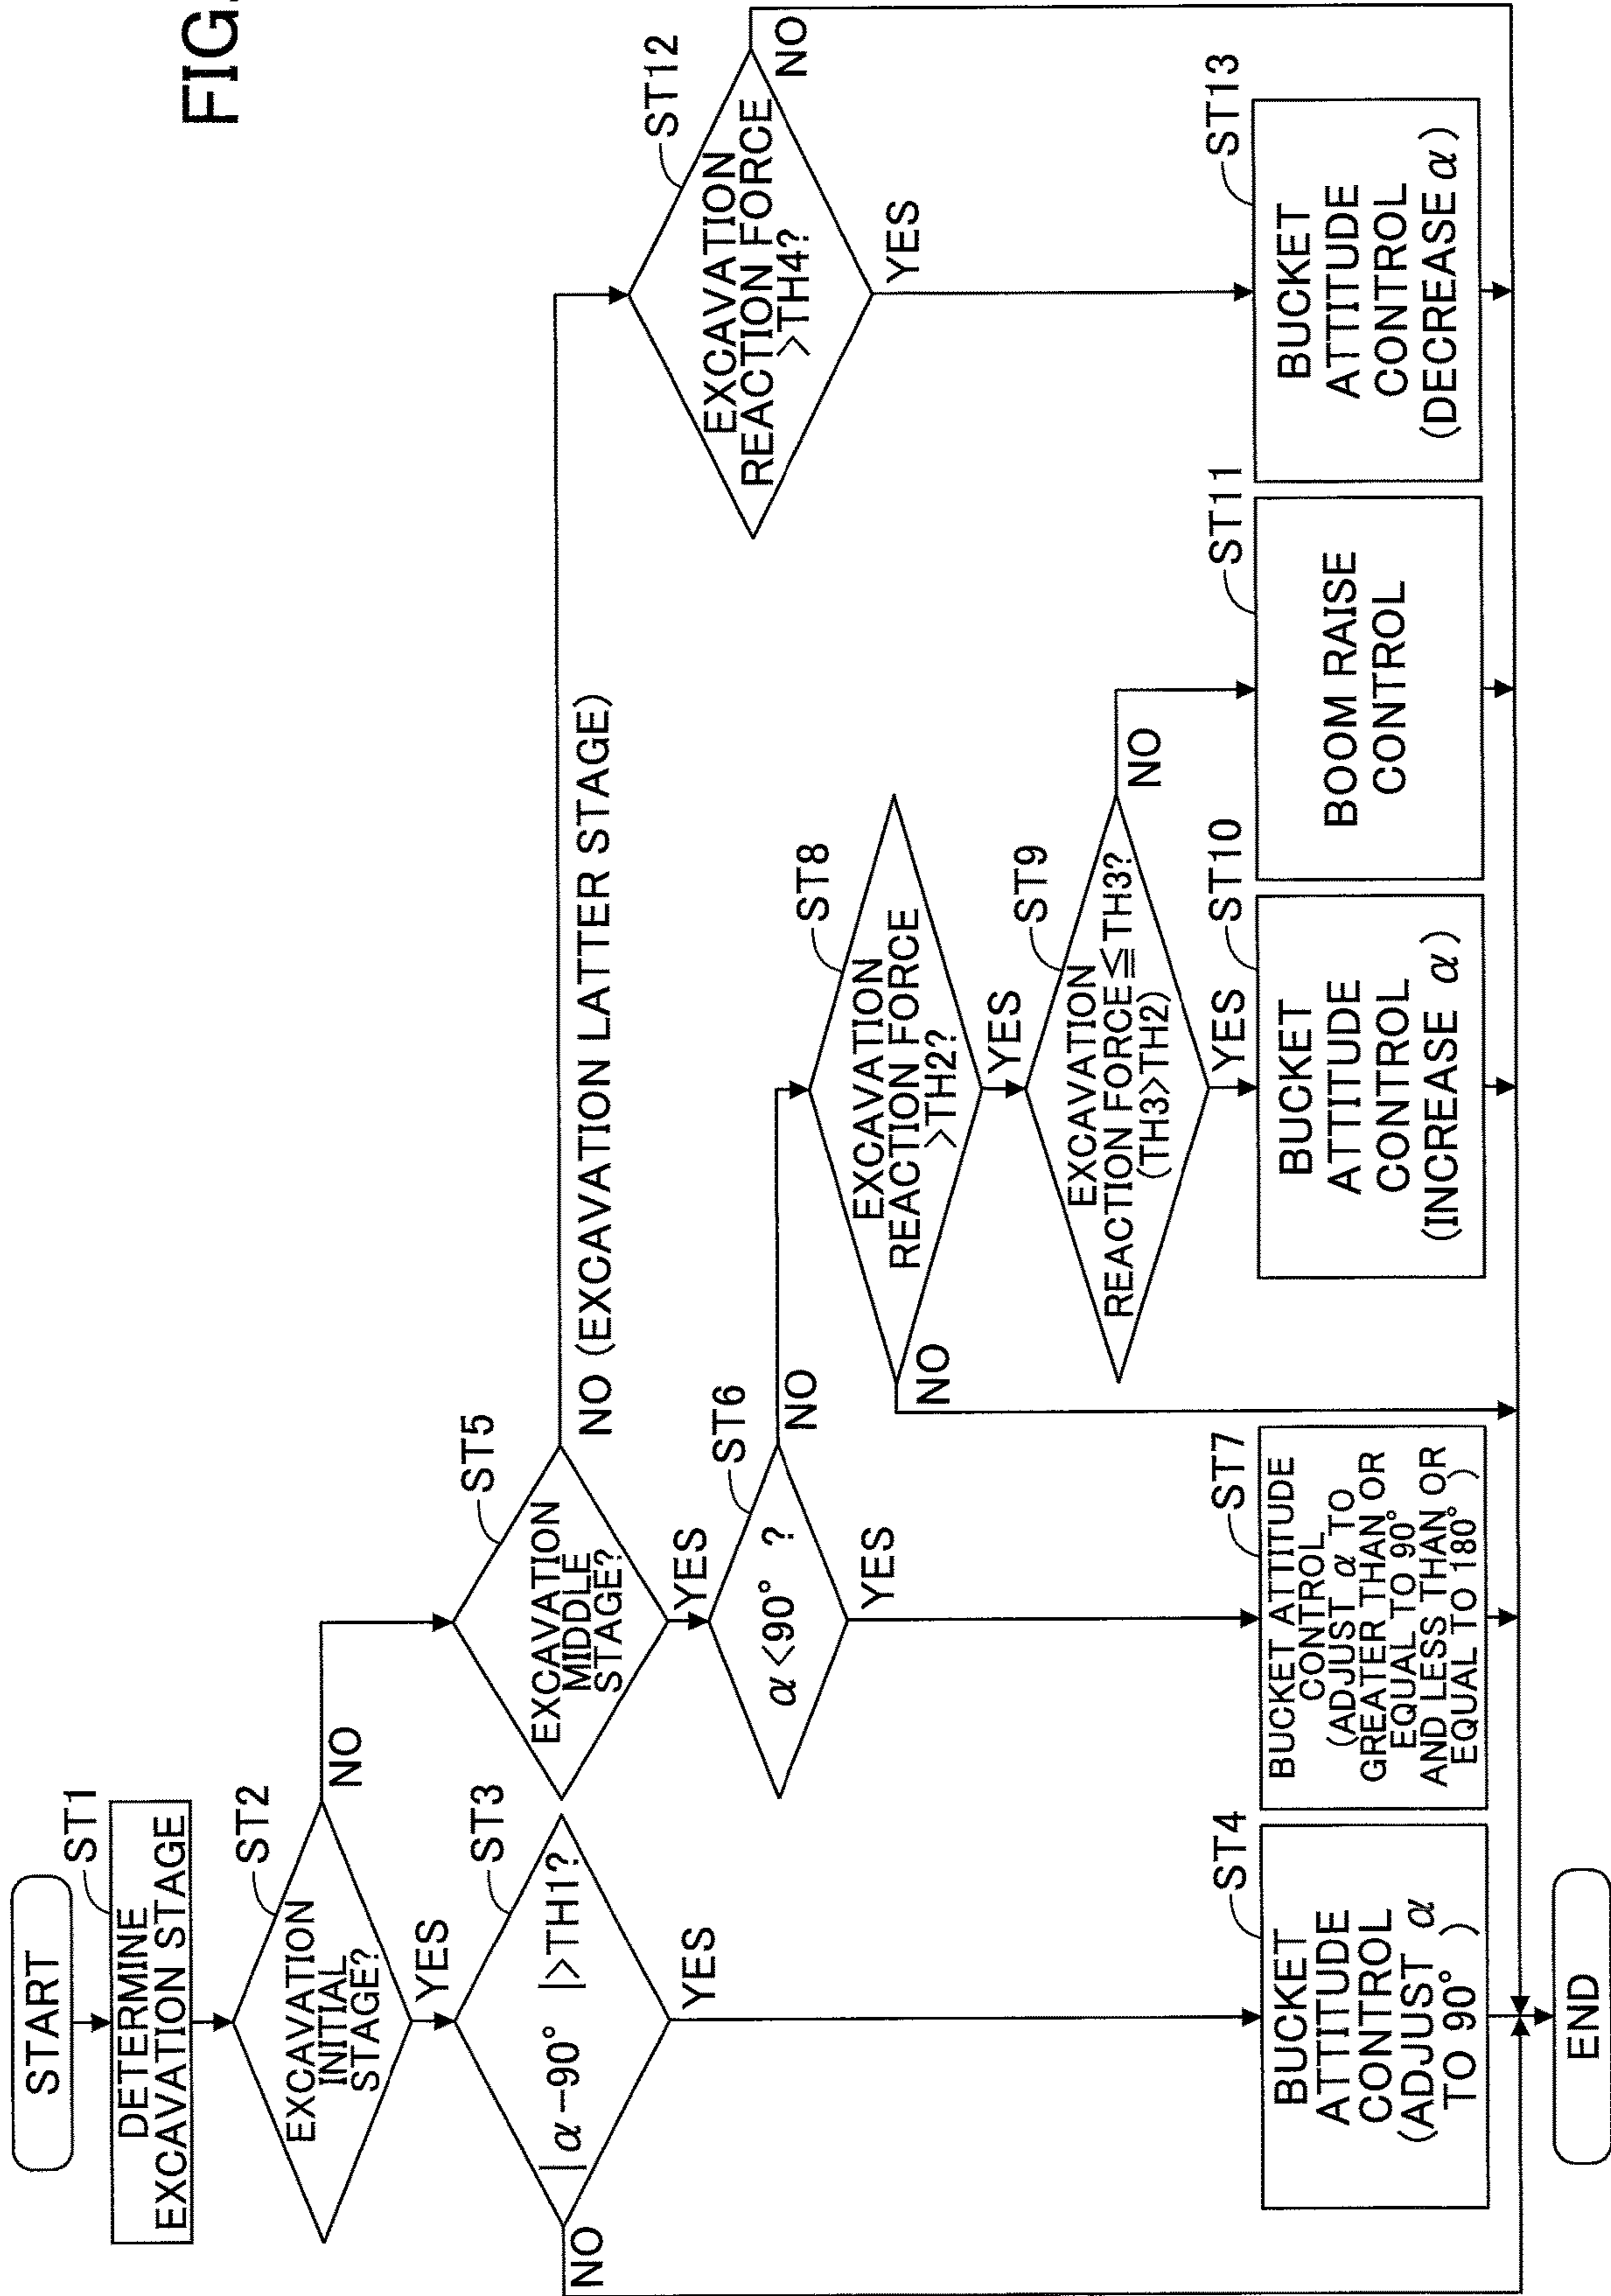 FIG.
START
ST1
DETERMINE
EXCAVATION STAGE
ST2
EXCAVATION
INITIAL
STAGE?
NO
YES
ST3
|α-90° |>TH1?
NO
YES
ST4
BUCKET
ATTITUDE
CONTROL
(ADJUST α
TO 90° )
ST5
EXCAVATION
MIDDLE
STAGE?
NO (EXCAVATION LATTER STAGE)
YES
ST6
α<90° ?
NO
YES
ST7
BUCKET ATTITUDE
CONTROL
(ADJUST α TO
GREATER THAN OR
EQUAL TO 90°
AND LESS THAN OR
EQUAL TO 180° )
ST8
EXCAVATION
REACTION FORCE
>TH2?
NO
YES
ST9
EXCAVATION
REACTION FORCE≦TH3?
(TH3>TH2)
NO
YES
ST10
BUCKET
ATTITUDE
CONTROL
(INCREASE α)
ST11
BOOM RAISE
CONTROL
ST12
EXCAVATION
REACTION FORCE
>TH4?
NO
YES
ST13
BUCKET
ATTITUDE
CONTROL
(DECREASE α)
END